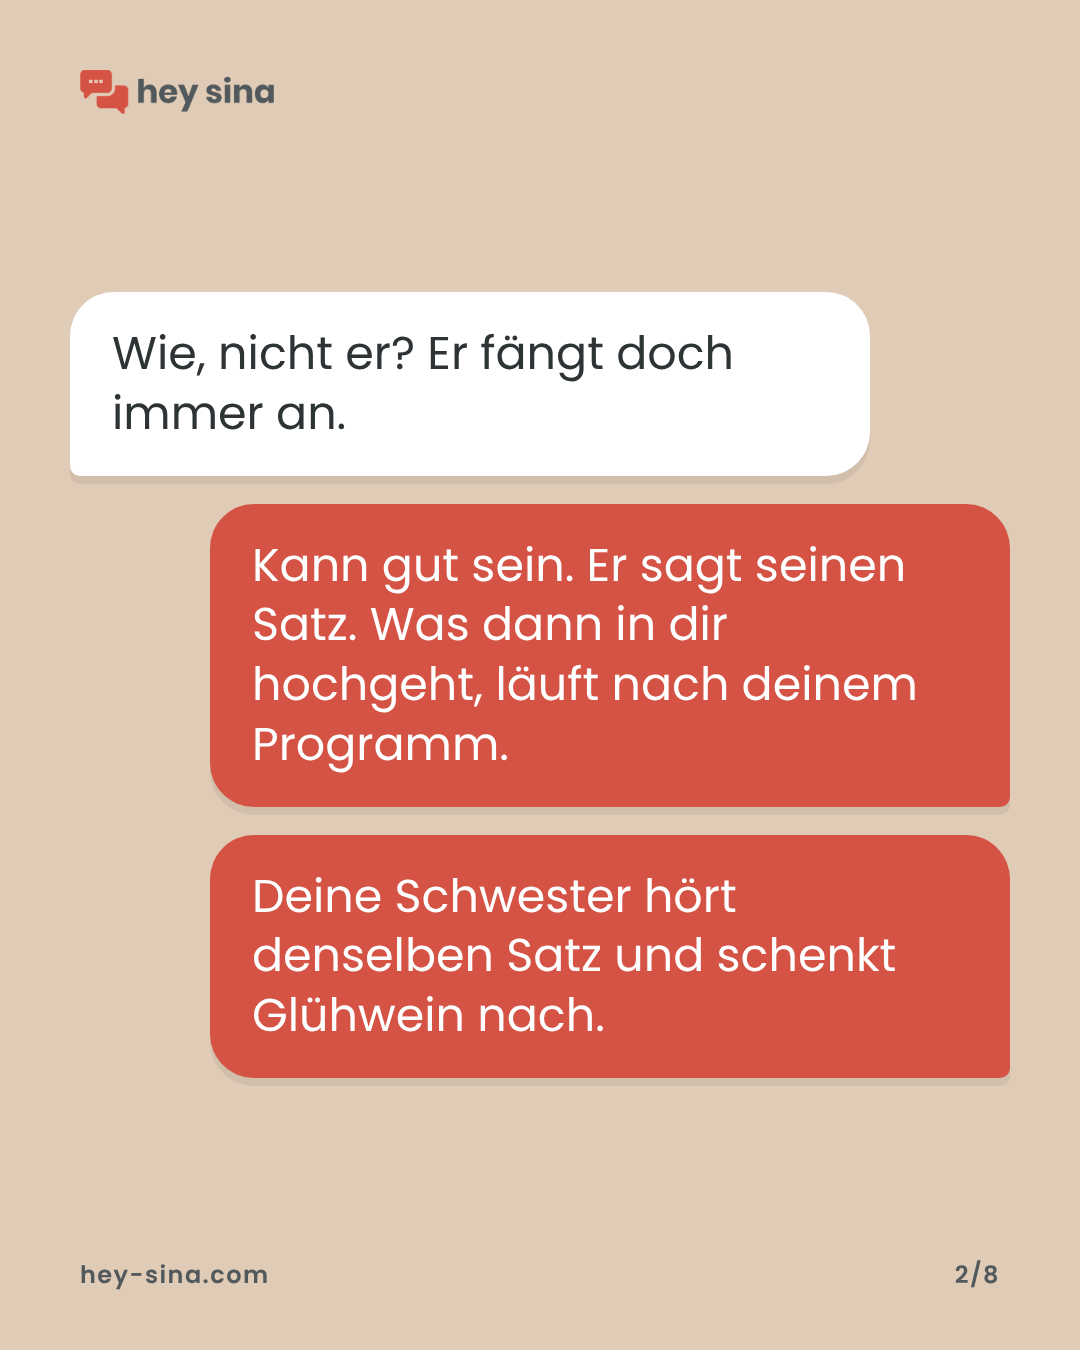 hey sina
Wie, nicht er? Er fängt doch
immer an.
Kann gut sein. Er sagt seinen
Satz. Was dann in dir
hochgeht, läuft nach deinem
Programm.
Deine Schwester hört
denselben Satz und schenkt
Glühwein nach.
hey-sina.com
2/8